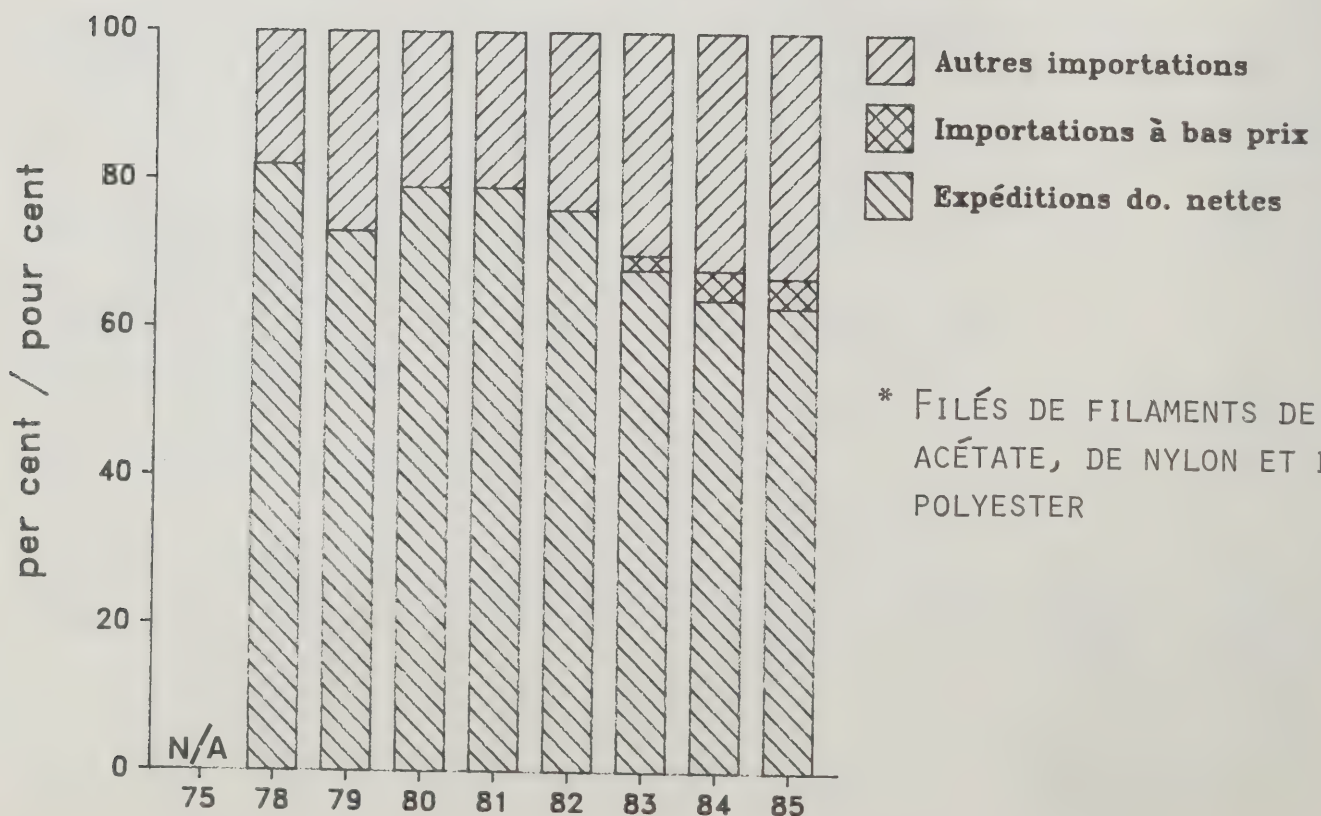 per cent / pour cent
100
80
60
40
20
0
N/A
75 78 79 80 81 82 83 84 85
Autres importations
Importations à bas prix
Expéditions do. nettes
* FILÉS DE FILAMENTS DE
ACÉTATE, DE NYLON ET
POLYESTER